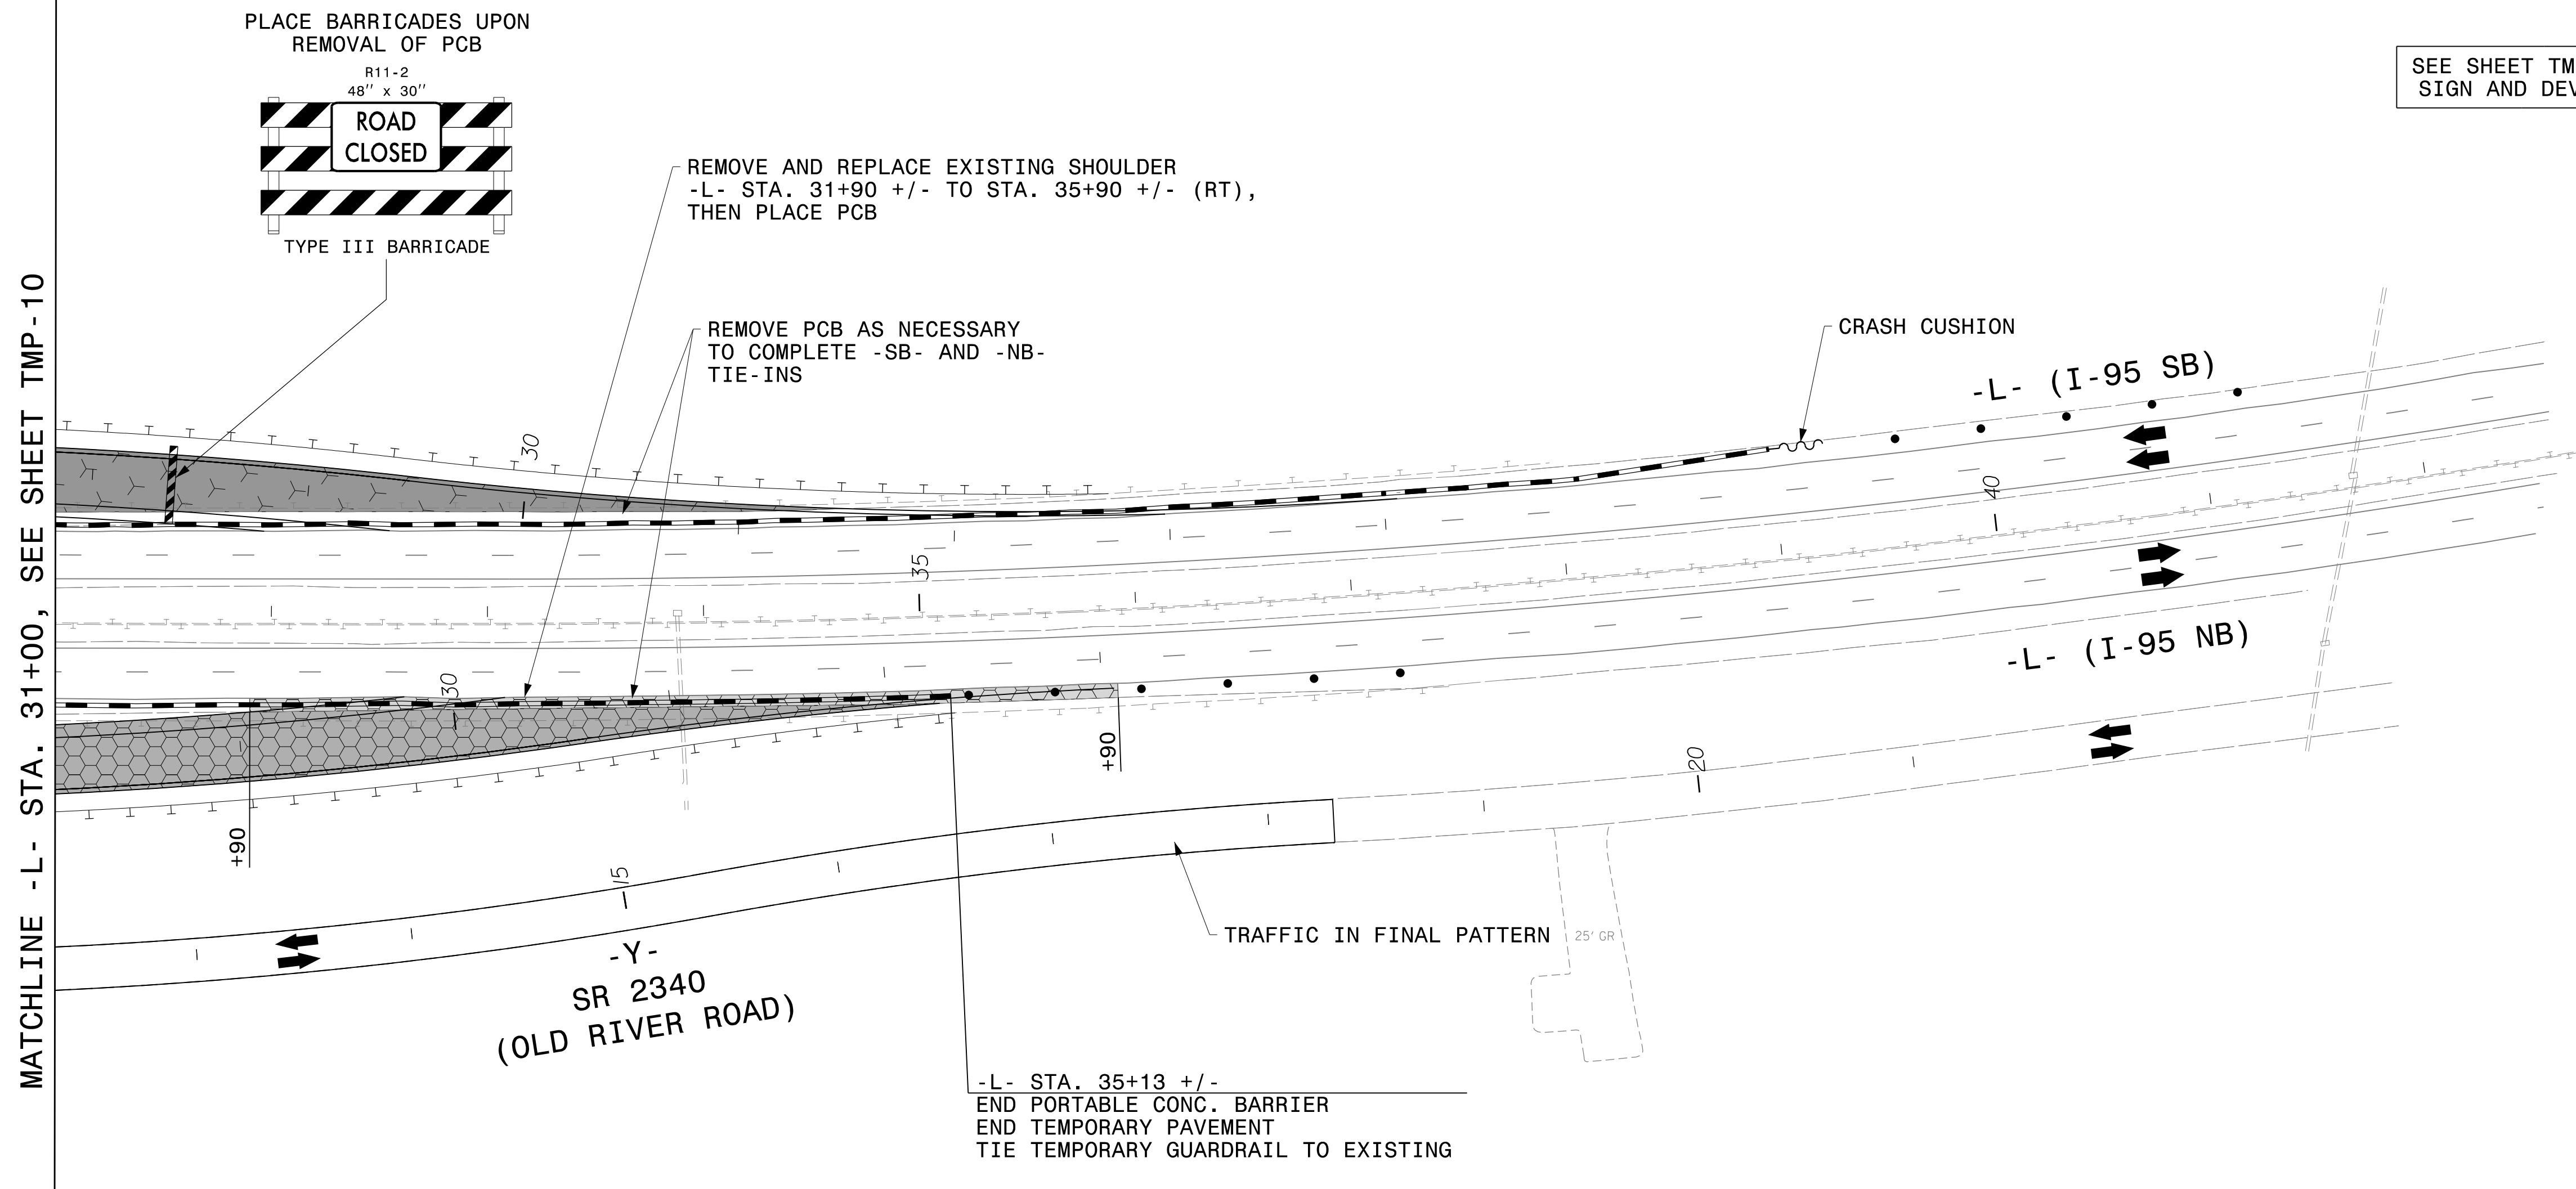 PLACE BARRICADES UPON
REMOVAL OF PCB
R11-2
48'' x 30''
ROAD
CLOSED
TYPE III BARRICADE
SEE SHEET TM
SIGN AND DEV
REMOVE AND REPLACE EXISTING SHOULDER
-L- STA. 31+90 +/- TO STA. 35+90 +/- (RT),
THEN PLACE PCB
REMOVE PCB AS NECESSARY
TO COMPLETE -SB- AND -NB-
TIE-INS
CRASH CUSHION
-L- (I-95 SB)
MATCHLINE -L- STA. 31+00, SEE SHEET TMP-10
30
40
35
-L- (I-95 NB)
30
+90
+90
20
15
TRAFFIC IN FINAL PATTERN
25' GR
-Y-
SR 2340
(OLD RIVER ROAD)
-L- STA. 35+13 +/-
END PORTABLE CONC. BARRIER
END TEMPORARY PAVEMENT
TIE TEMPORARY GUARDRAIL TO EXISTING